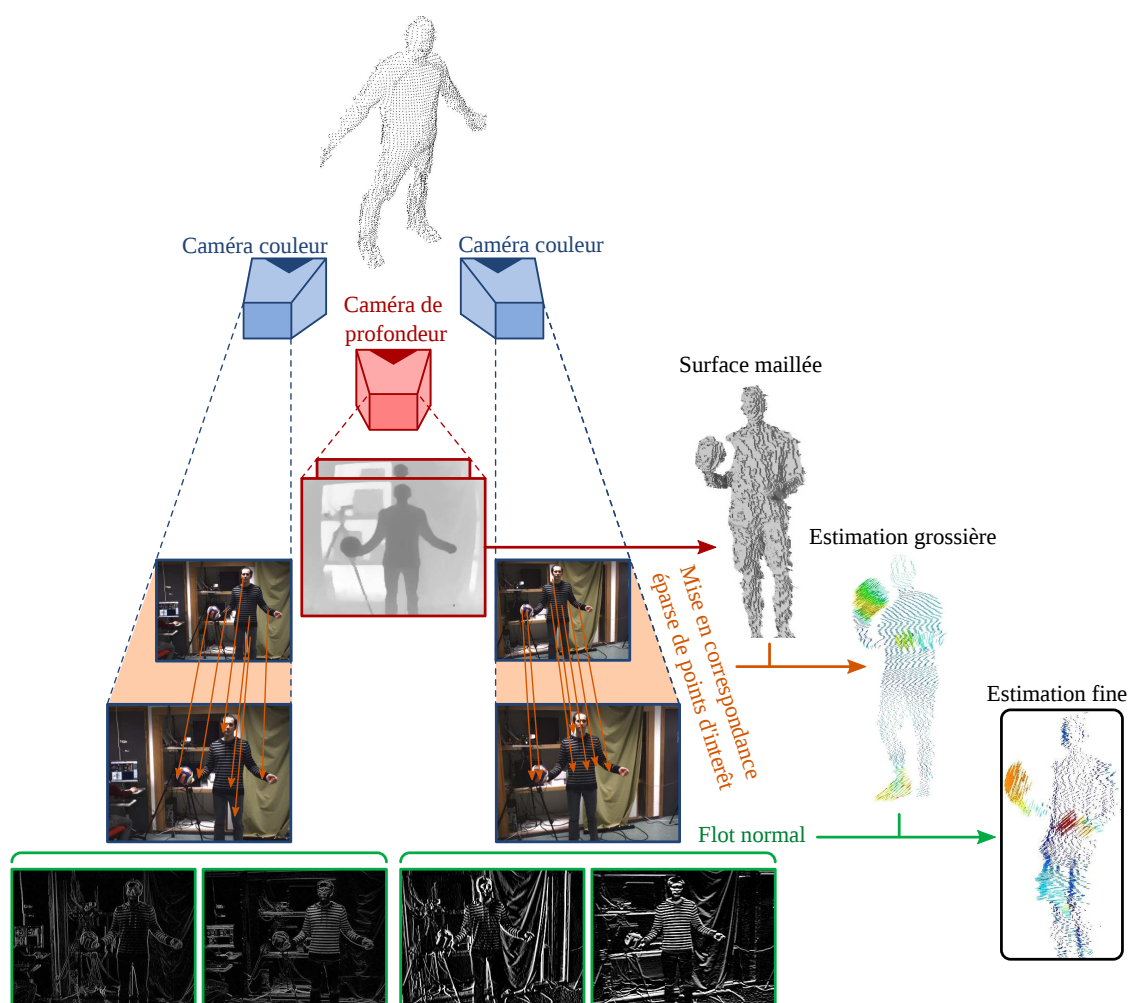 Caméra couleur
Caméra couleur
Caméra de
profondeur
Surface maillée
Estimation grossière
Mise en correspondance
éparse de points d'interêt
Estimation fine
Flot normal